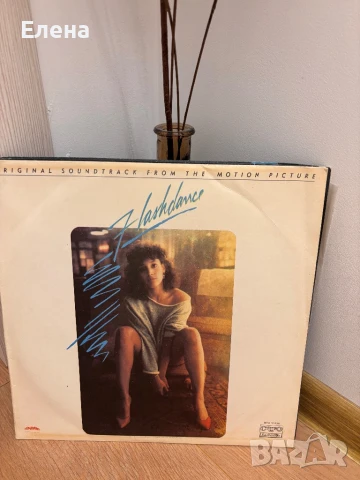 Елена
ORIGINAL SOUNDTRACK FROM THE MOTION PICTURE
Flashdance
BAZAR